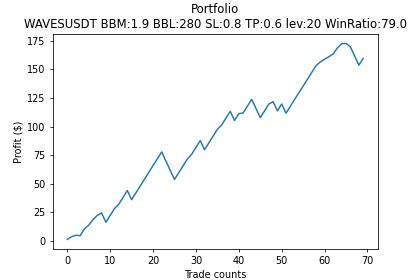 Portfolio
WAVESUSDT BBM:1.9 BBL:280 SL:0.8 TP:0.6 lev:20 WinRatio:79.0
175
150
125
100
75
50
25
0
Profit ($)
0 10 20 30 40 50 60 70
Trade counts